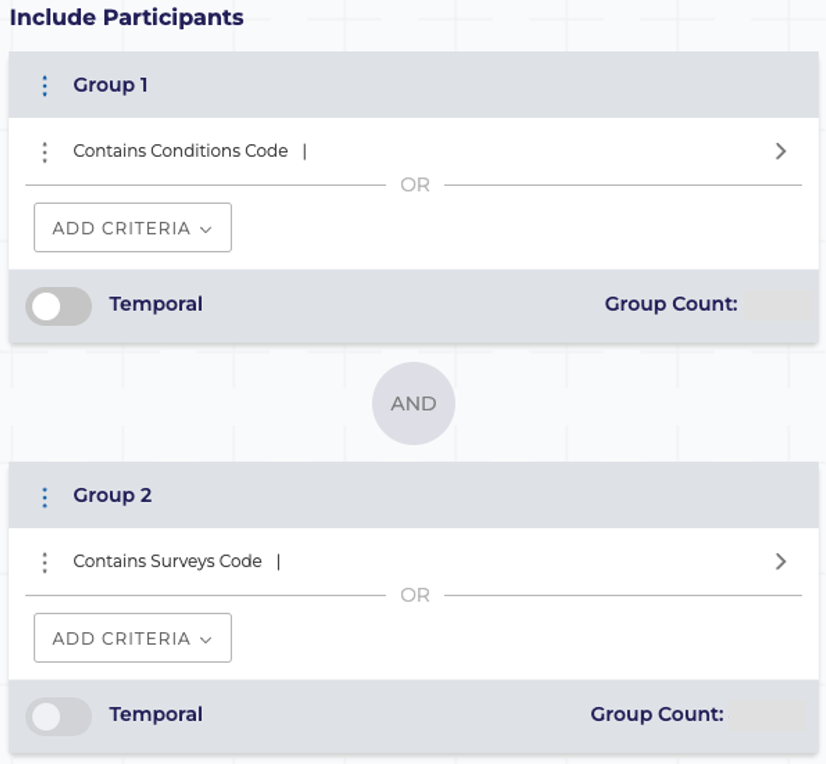 Include Participants
Group 1
Contains Conditions Code |
OR
ADD CRITERIA
Temporal Group Count:
AND
Group 2
Contains Surveys Code |
OR
ADD CRITERIA
Temporal Group Count: